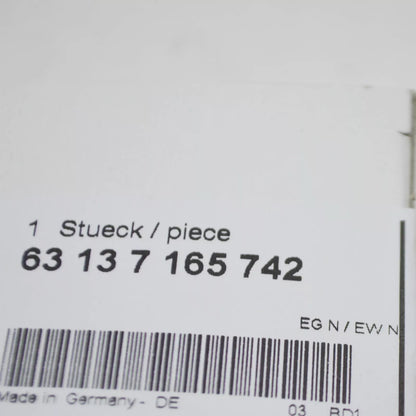 1 Stueck / piece
63 13 7 165 742
EG N / EW N
Made in Germany - DE
03 BD1